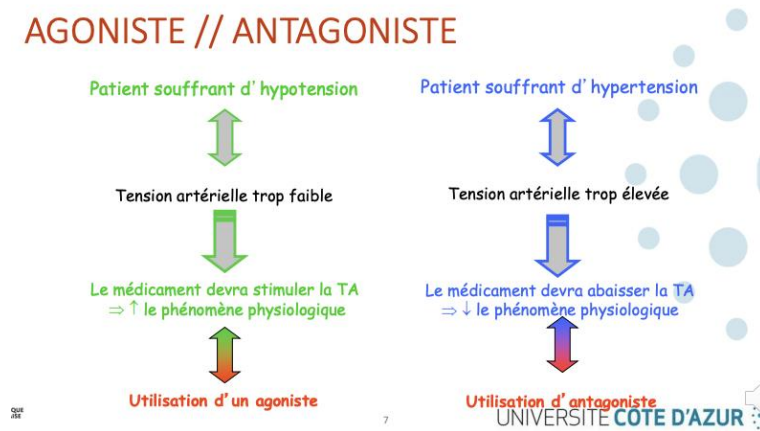 AGONISTE // ANTAGONISTE
Patient souffrant d’hypotension
Tension artérielle trop faible
Le médicament devra stimuler la TA
⇒ ↑ le phénomène physiologique
Utilisation d’un agoniste
Patient souffrant d’hypertension
Tension artérielle trop élevée
Le médicament devra abaisser la TA
⇒ ↓ le phénomène physiologique
Utilisation d’antagoniste
QUE
7
UNIVERSITÉ CÔTE D'AZUR